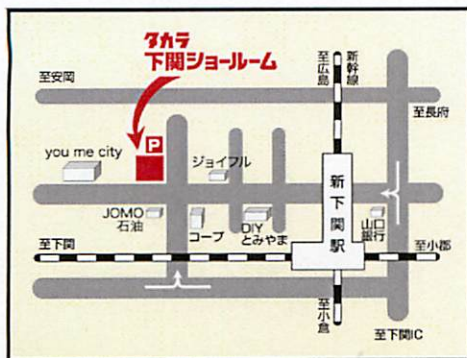 タカラ
下関ショールーム
至安岡
新幹線
至広島
至長府
P
you me city
ジョイフル
新下関駅
JOMO
石油
コープ
DIY
とみやま
山口
銀行
至下関
至小郡
至小倉
至下関IC